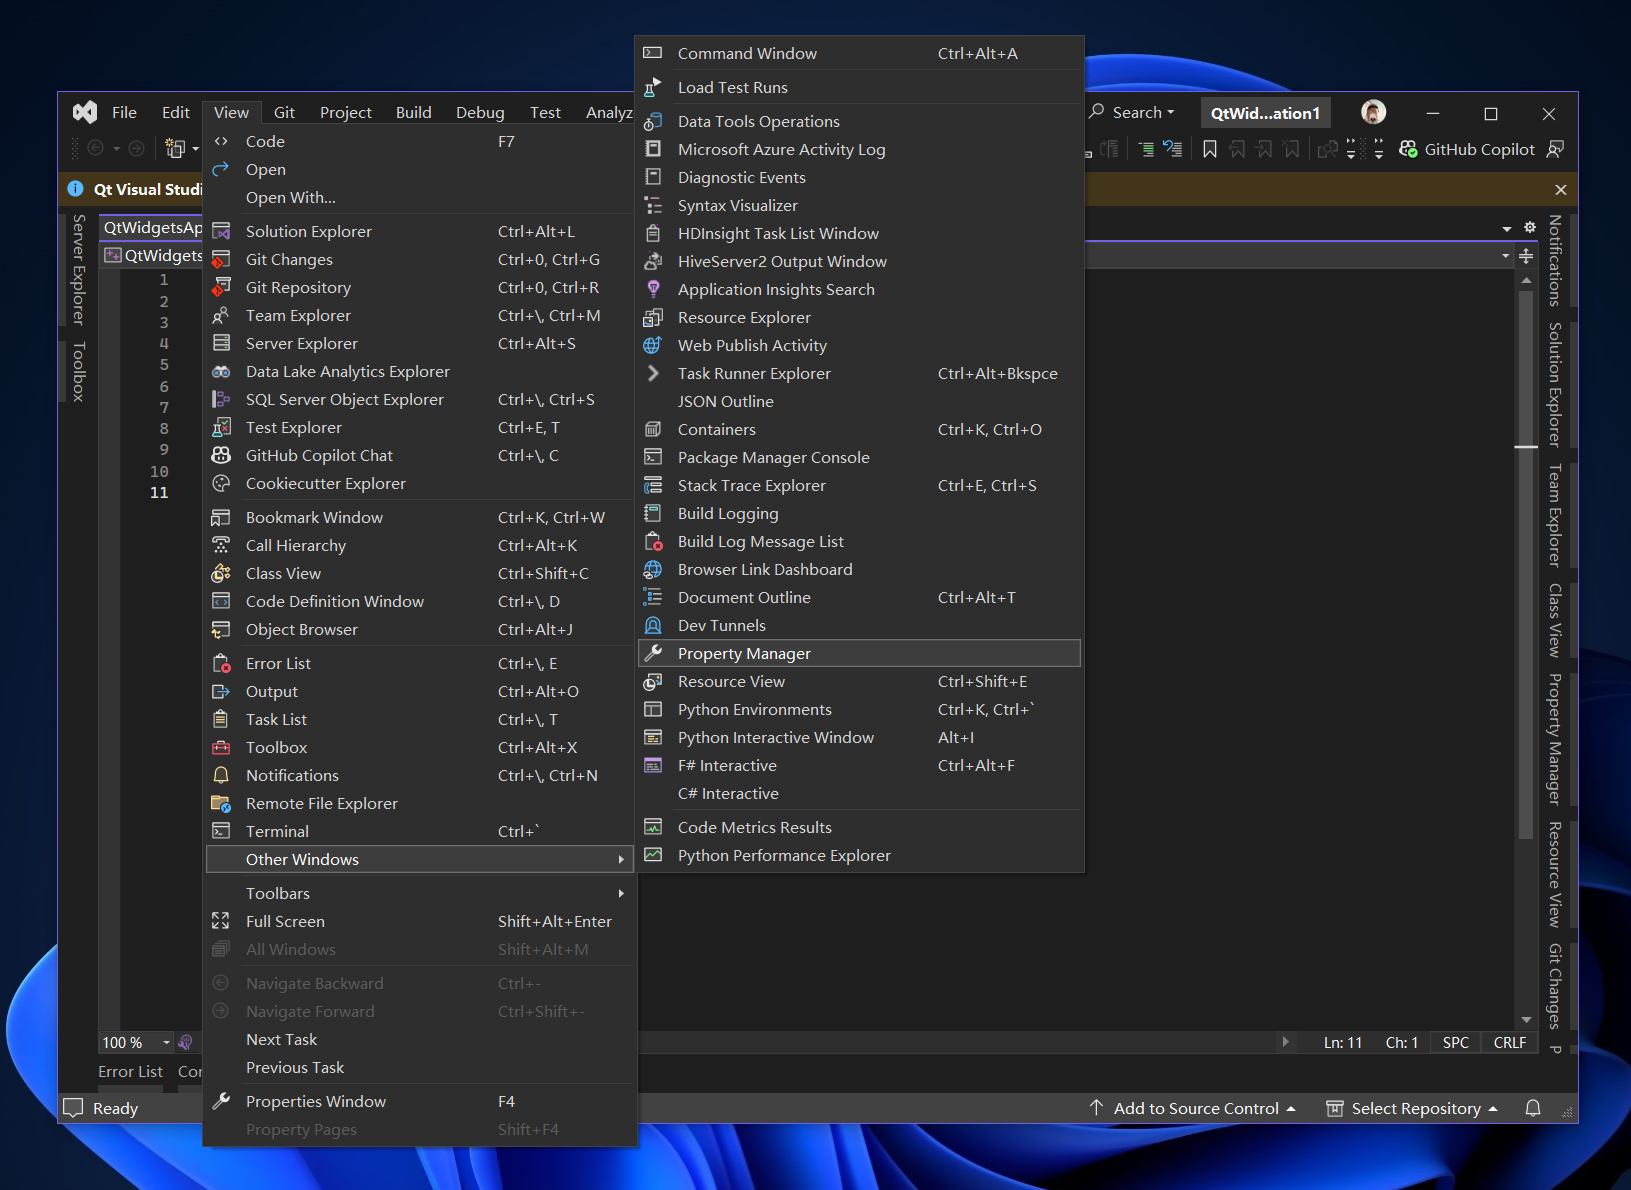 File Edit View Git Project Build Debug Test Analyz
Search
QtWid...ation1
GitHub Copilot
Qt Visual Studi
QtWidgetsAp
QtWidgets
Server Explorer
Toolbox
1
2
3
4
5
6
7
8
9
10
11
Code F7
Open
Open With...
Solution Explorer Ctrl+Alt+L
Git Changes Ctrl+0, Ctrl+G
Git Repository Ctrl+0, Ctrl+R
Team Explorer Ctrl+\, Ctrl+M
Server Explorer Ctrl+Alt+S
Data Lake Analytics Explorer
SQL Server Object Explorer Ctrl+\, Ctrl+S
Test Explorer Ctrl+E, T
GitHub Copilot Chat Ctrl+\, C
Cookiecutter Explorer
Bookmark Window Ctrl+K, Ctrl+W
Call Hierarchy Ctrl+Alt+K
Class View Ctrl+Shift+C
Code Definition Window Ctrl+\, D
Object Browser Ctrl+Alt+J
Error List Ctrl+\, E
Output Ctrl+Alt+O
Task List Ctrl+\, T
Toolbox Ctrl+Alt+X
Notifications Ctrl+\, Ctrl+N
Remote File Explorer
Terminal Ctrl+`
Other Windows
Toolbars
Full Screen Shift+Alt+Enter
All Windows Shift+Alt+M
Navigate Backward Ctrl+-
Navigate Forward Ctrl+Shift+-
Next Task
Previous Task
Properties Window F4
Property Pages Shift+F4
Command Window Ctrl+Alt+A
Load Test Runs
Data Tools Operations
Microsoft Azure Activity Log
Diagnostic Events
Syntax Visualizer
HDInsight Task List Window
HiveServer2 Output Window
Application Insights Search
Resource Explorer
Web Publish Activity
Task Runner Explorer Ctrl+Alt+Bkspce
JSON Outline
Containers Ctrl+K, Ctrl+O
Package Manager Console
Stack Trace Explorer Ctrl+E, Ctrl+S
Build Logging
Build Log Message List
Browser Link Dashboard
Document Outline Ctrl+Alt+T
Dev Tunnels
Property Manager
Resource View Ctrl+Shift+E
Python Environments Ctrl+K, Ctrl+`
Python Interactive Window Alt+I
F# Interactive Ctrl+Alt+F
C# Interactive
Code Metrics Results
Python Performance Explorer
Notifications
Solution Explorer
Team Explorer
Class View
Property Manager
Resource View
Git Changes
P
100 %
Ln: 11 Ch: 1 SPC CRLF
Error List Cor
Ready
Add to Source Control
Select Repository